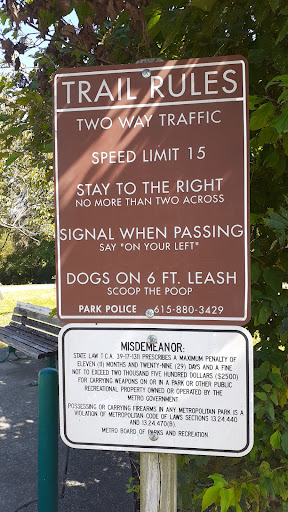 TRAIL RULES
TWO WAY TRAFFIC
SPEED LIMIT 15
STAY TO THE RIGHT
NO MORE THAN TWO ACROSS
SIGNAL WHEN PASSING
SAY "ON YOUR LEFT"
DOGS ON 6 FT. LEASH
SCOOP THE POOP
PARK POLICE 615-880-3429
MISDEMEANOR:
STATE LAW T.C.A. 39-17-1311 PRESCRIBES A MAXIMUM PENALTY OF
ELEVEN (11) MONTHS AND TWENTY-NINE (29) DAYS AND A FINE
NOT TO EXCEED TWO THOUSAND FIVE HUNDRED DOLLARS ($2500)
FOR CARRYING WEAPONS ON OR IN A PARK OR OTHER PUBLIC
RECREATIONAL PROPERTY OWNED OR OPERATED BY THE
METRO GOVERNMENT.
POSSESSING OR CARRYING FIREARMS IN ANY METROPOLITAN PARK IS A
VIOLATION OF METROPOLITAN CODE OF LAWS SECTIONS 13.24.440
AND 13.24.470(B).
METRO BOARD OF PARKS AND RECREATION